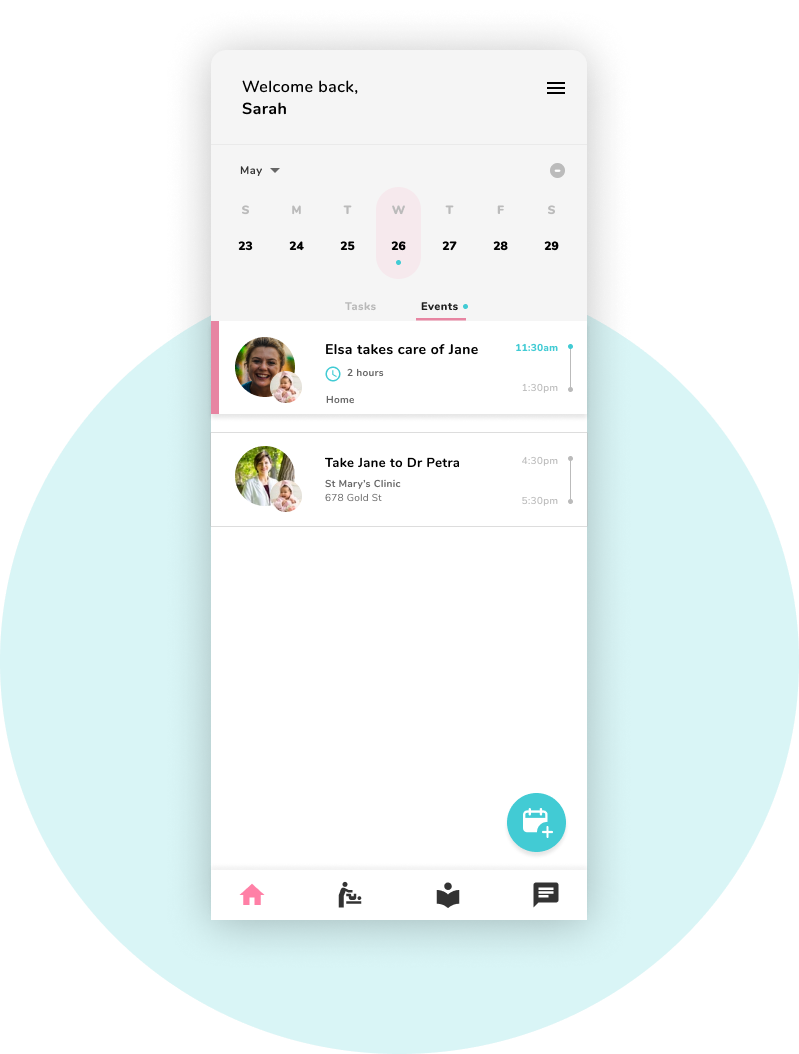 Welcome back,
Sarah
May
S M T W T F S
23 24 25 26 27 28 29
Tasks Events
Elsa takes care of Jane 11:30am
2 hours
1:30pm
Home
Take Jane to Dr Petra 4:30pm
St Mary's Clinic
678 Gold St 5:30pm